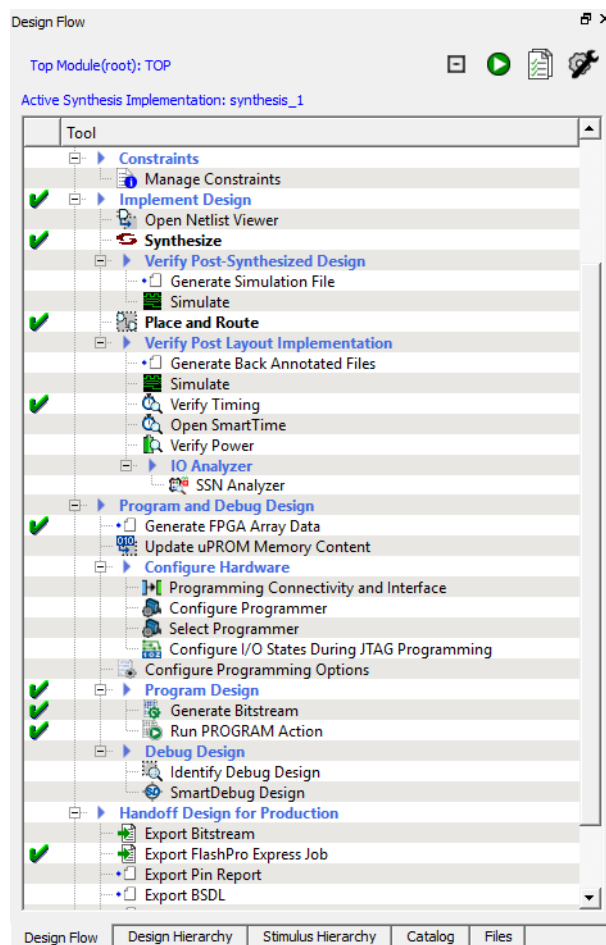 Design Flow
Top Module(root): TOP
Active Synthesis Implementation: synthesis_1
Tool
Constraints
Manage Constraints
Implement Design
Open Netlist Viewer
Synthesize
Verify Post-Synthesized Design
Generate Simulation File
Simulate
Place and Route
Verify Post Layout Implementation
Generate Back Annotated Files
Simulate
Verify Timing
Open SmartTime
Verify Power
IO Analyzer
SSN Analyzer
Program and Debug Design
Generate FPGA Array Data
Update uPROM Memory Content
Configure Hardware
Programming Connectivity and Interface
Configure Programmer
Select Programmer
Configure I/O States During JTAG Programming
Configure Programming Options
Program Design
Generate Bitstream
Run PROGRAM Action
Debug Design
Identify Debug Design
SmartDebug Design
Handoff Design for Production
Export Bitstream
Export FlashPro Express Job
Export Pin Report
Export BSDL
Design Flow Design Hierarchy Stimulus Hierarchy Catalog Files